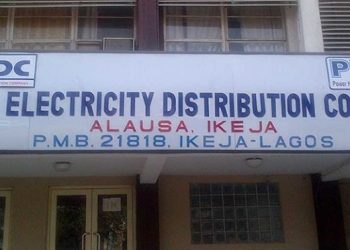 DC
P
ELECTRICITY DISTRIBUTION CO
ALAUSA, IKEJA
P.M.B. 21818, IKEJA-LAGOS